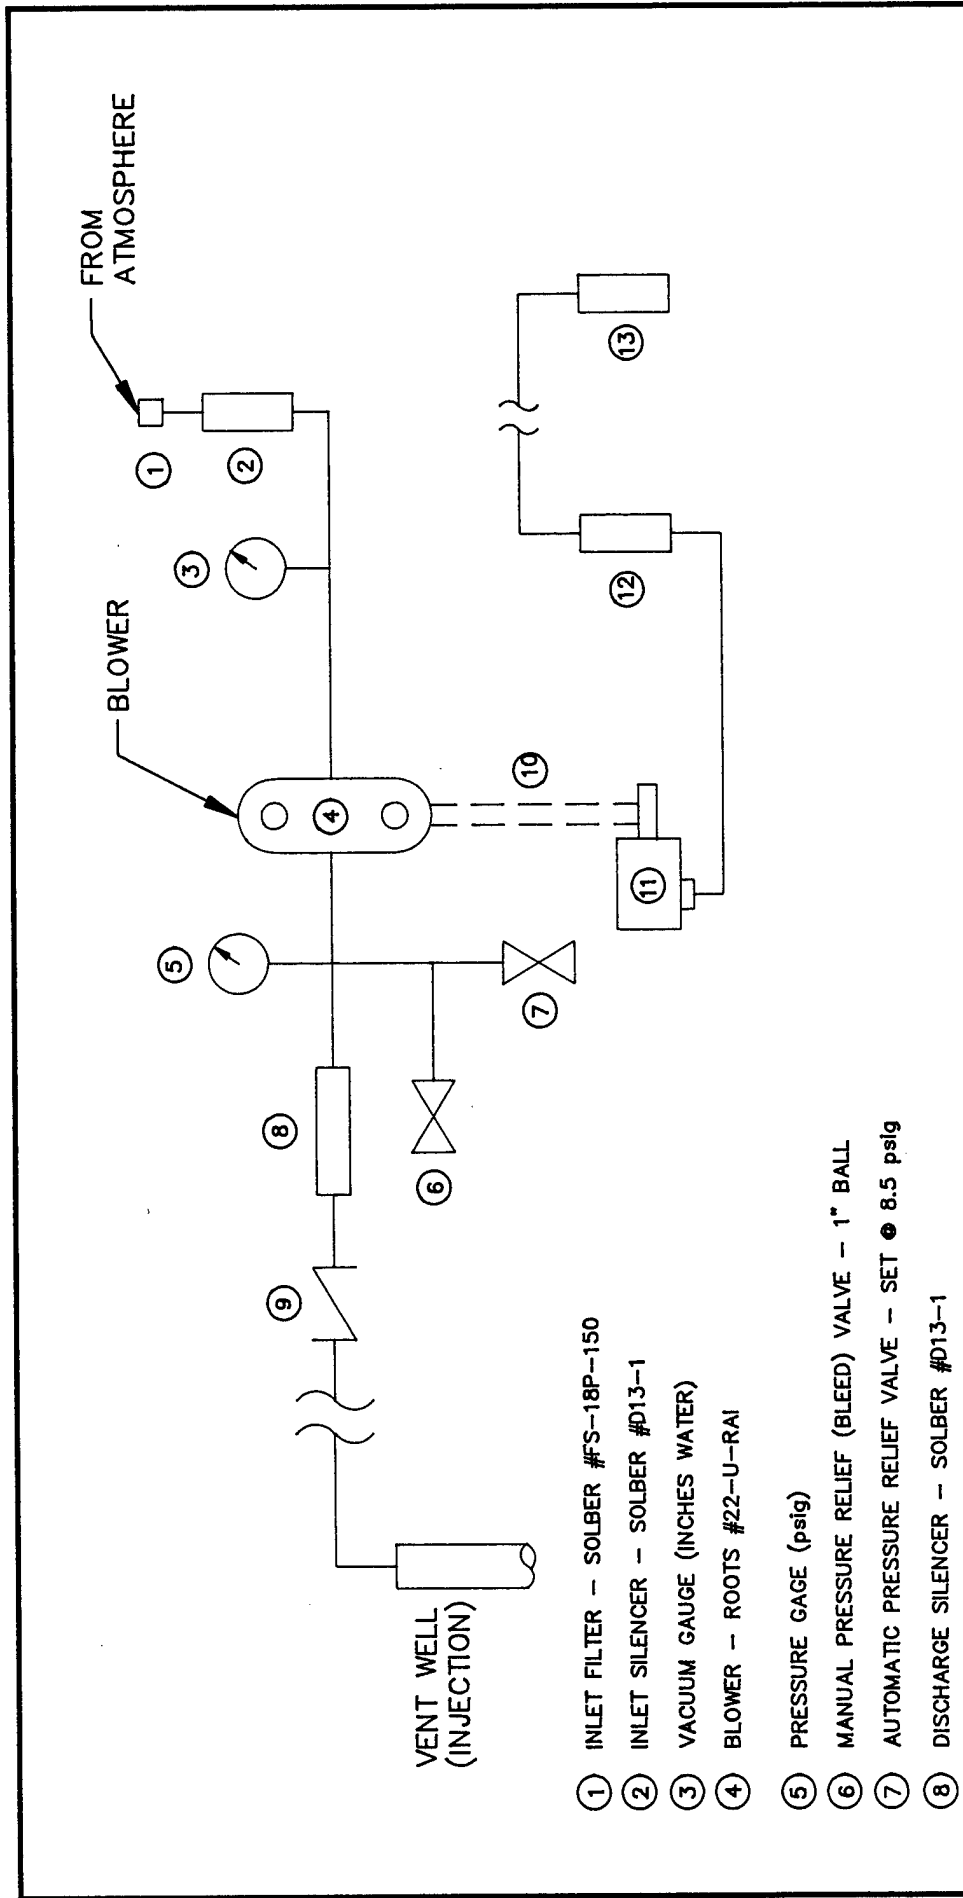 FROM
ATMOSPHERE
BLOWER
1
2
3
4
5
6
7
8
9
10
11
12
13
VENT WELL
(INJECTION)
1 INLET FILTER – SOLBER #FS–18P–150
2 INLET SILENCER – SOLBER #D13–1
3 VACUUM GAUGE (INCHES WATER)
4 BLOWER – ROOTS #22–U–RAI
5 PRESSURE GAGE (psig)
6 MANUAL PRESSURE RELIEF (BLEED) VALVE – 1" BALL
7 AUTOMATIC PRESSURE RELIEF VALVE – SET @ 8.5 psig
8 DISCHARGE SILENCER – SOLBER #D13–1